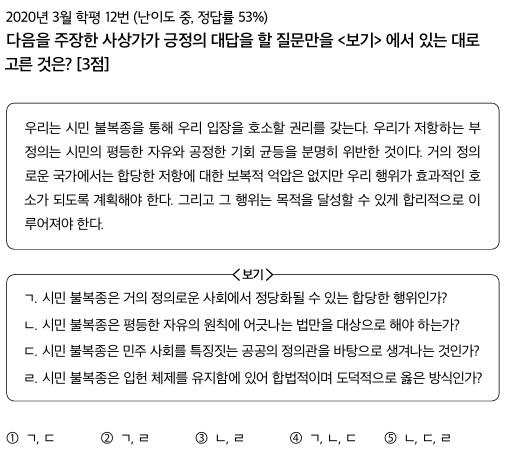 2020년 3월 학평 12번 (난이도 중, 정답률 53%)
다음을 주장한 사상가가 긍정의 대답을 할 질문만을 <보기> 에서 있는 대로
고른 것은? [3점]
우리는 시민 불복종을 통해 우리 입장을 호소할 권리를 갖는다. 우리가 저항하는 부
정의는 시민의 평등한 자유와 공정한 기회 균등을 분명히 위반한 것이다. 거의 정의
로운 국가에서는 합당한 저항에 대한 보복적 억압은 없지만 우리 행위가 효과적인 호
소가 되도록 계획해야 한다. 그리고 그 행위는 목적을 달성할 수 있게 합리적으로 이
루어져야 한다.
<보기>
ㄱ. 시민 불복종은 거의 정의로운 사회에서 정당화될 수 있는 합당한 행위인가?
ㄴ. 시민 불복종은 평등한 자유의 원칙에 어긋나는 법만을 대상으로 해야 하는가?
ㄷ. 시민 불복종은 민주 사회를 특징짓는 공공의 정의관을 바탕으로 생겨나는 것인가?
ㄹ. 시민 불복종은 입헌 체제를 유지함에 있어 합법적이며 도덕적으로 옳은 방식인가?
① ㄱ, ㄷ ② ㄱ, ㄹ ③ ㄴ, ㄹ ④ ㄱ, ㄴ, ㄷ ⑤ ㄴ, ㄷ, ㄹ